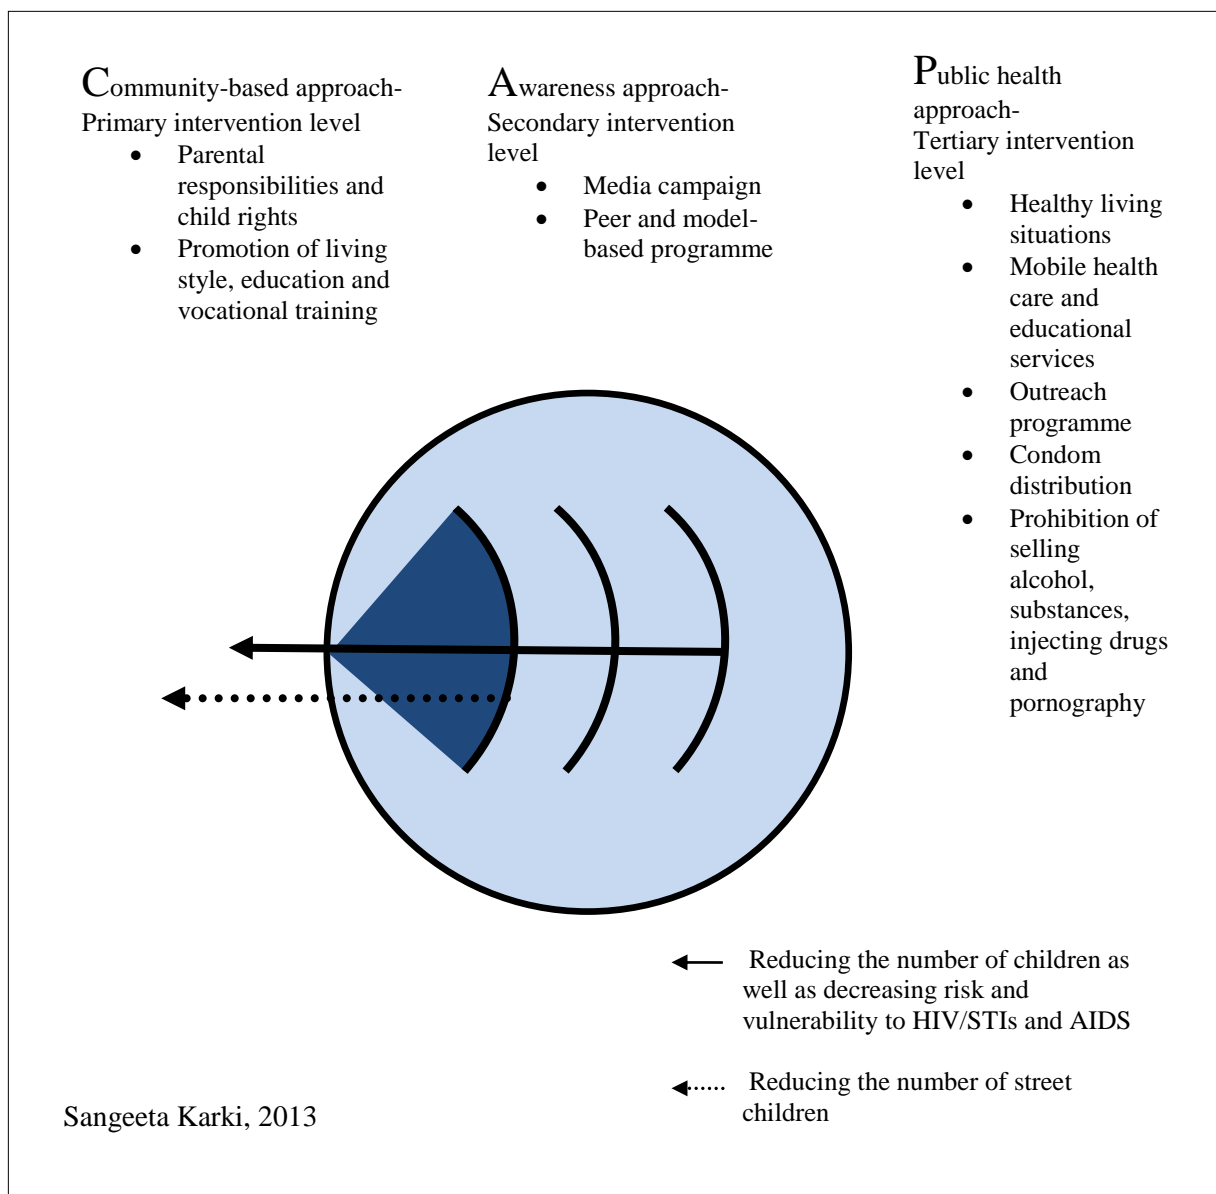 Community-based approach-
Primary intervention level
• Parental
responsibilities and
child rights
• Promotion of living
style, education and
vocational training
Awareness approach-
Secondary intervention
level
• Media campaign
• Peer and model-
based programme
Public health
approach-
Tertiary intervention
level
• Healthy living
situations
• Mobile health
care and
educational
services
• Outreach
programme
• Condom
distribution
• Prohibition of
selling
alcohol,
substances,
injecting drugs
and
pornography
Reducing the number of children as
well as decreasing risk and
vulnerability to HIV/STIs and AIDS
Reducing the number of street
children
Sangeeta Karki, 2013